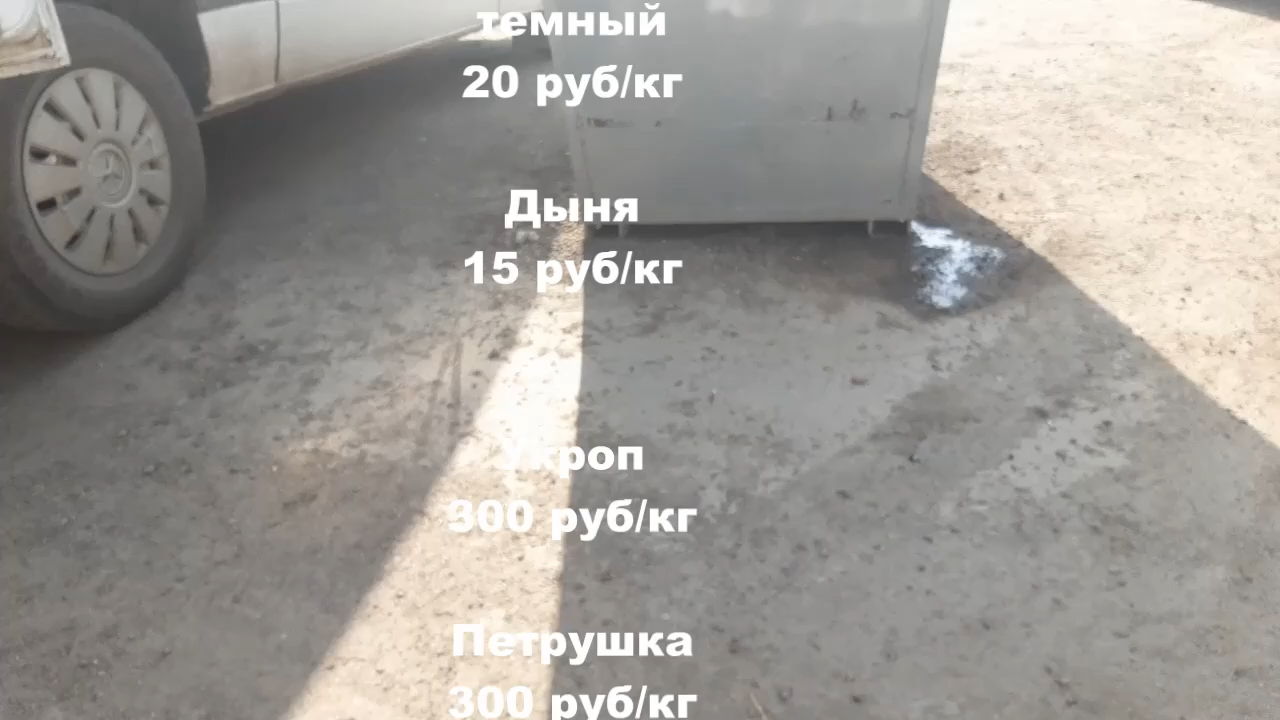 темный
20 руб/кг
Дыня
15 руб/кг
Укроп
300 руб/кг
Петрушка
300 руб/кг